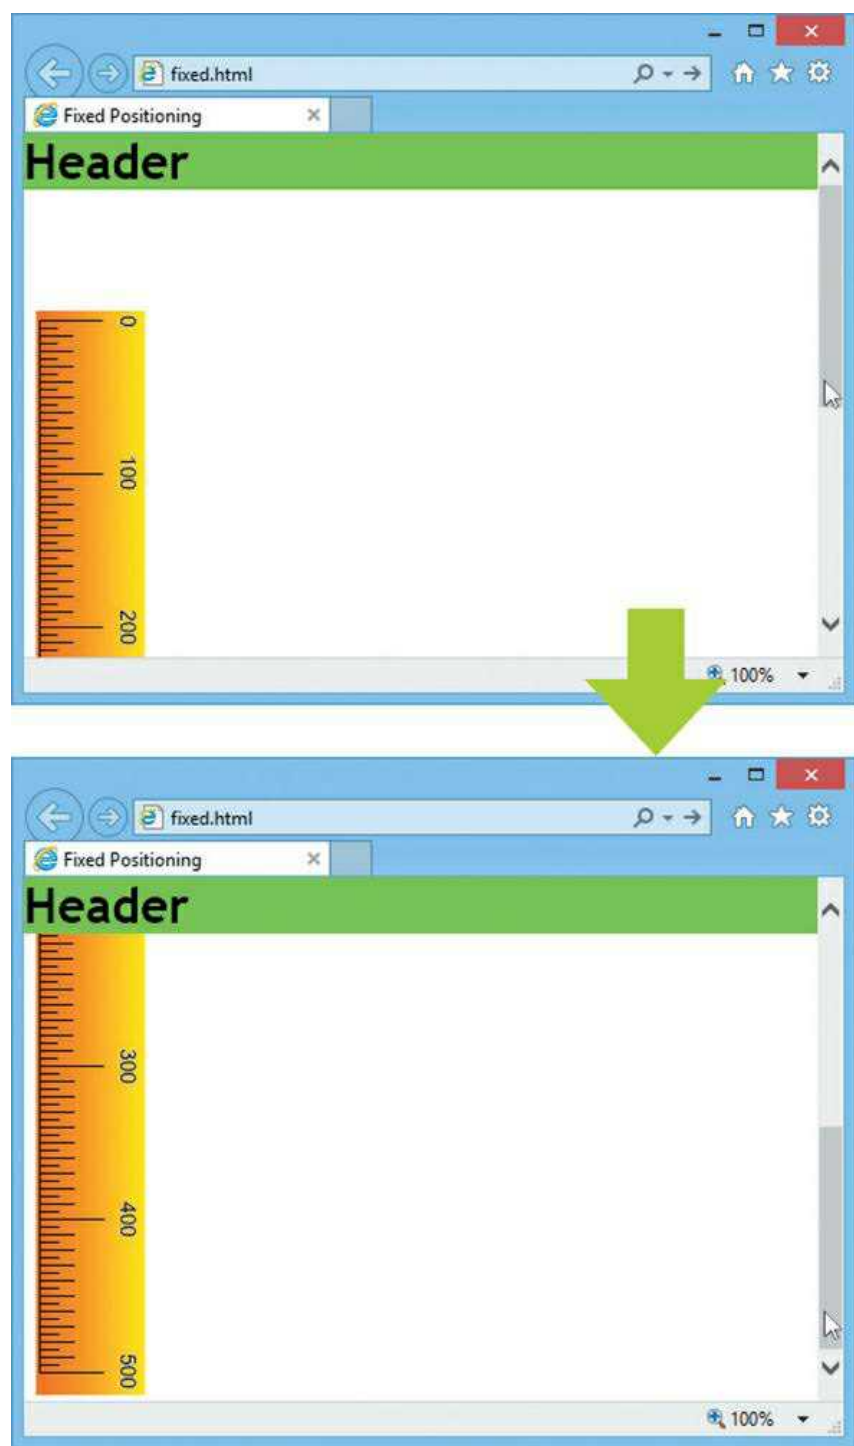 fixed.html
Fixed Positioning
Header
0
100
200
100%
fixed.html
Fixed Positioning
Header
300
400
500
100%